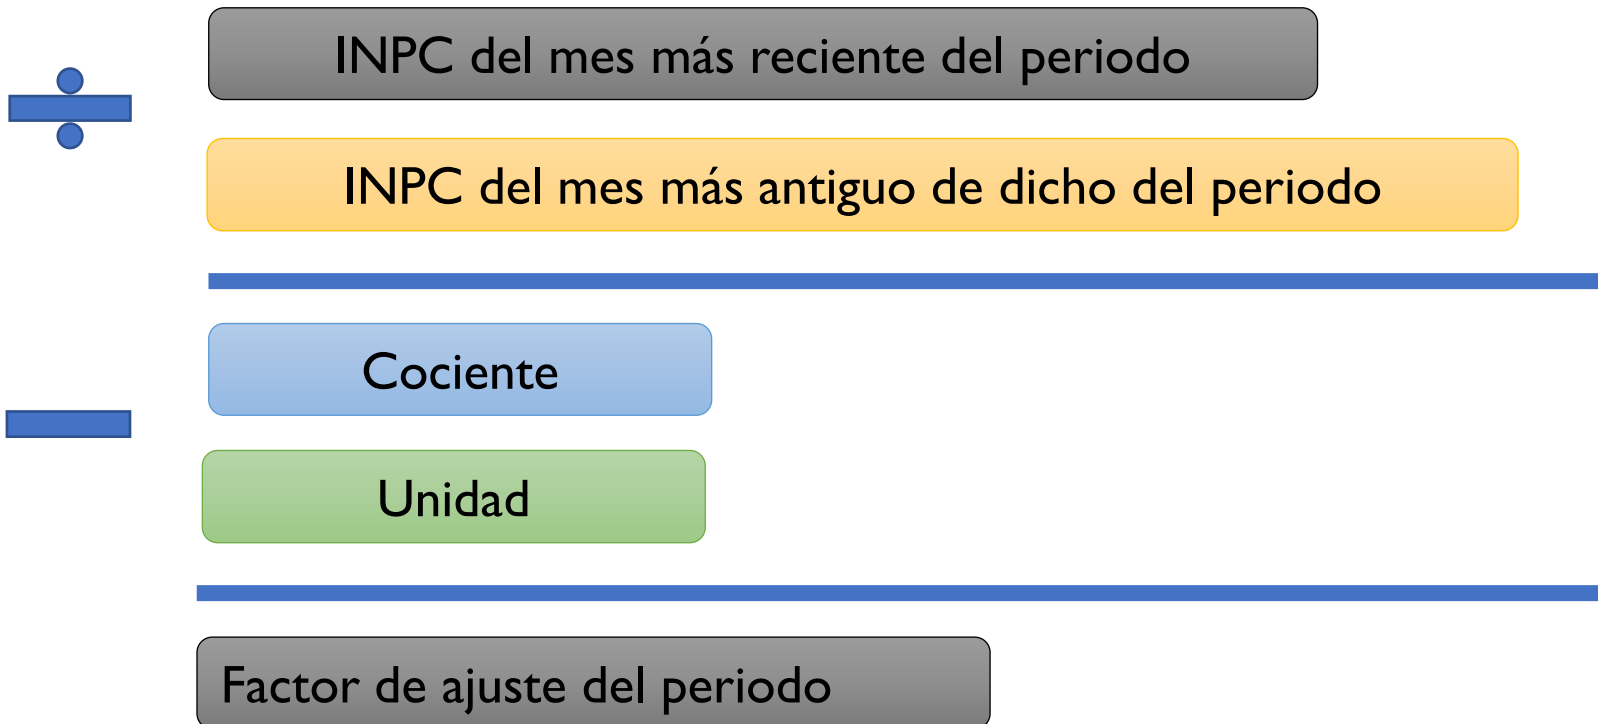 INPC del mes más reciente del periodo
INPC del mes más antiguo de dicho del periodo
Cociente
Unidad
Factor de ajuste del periodo